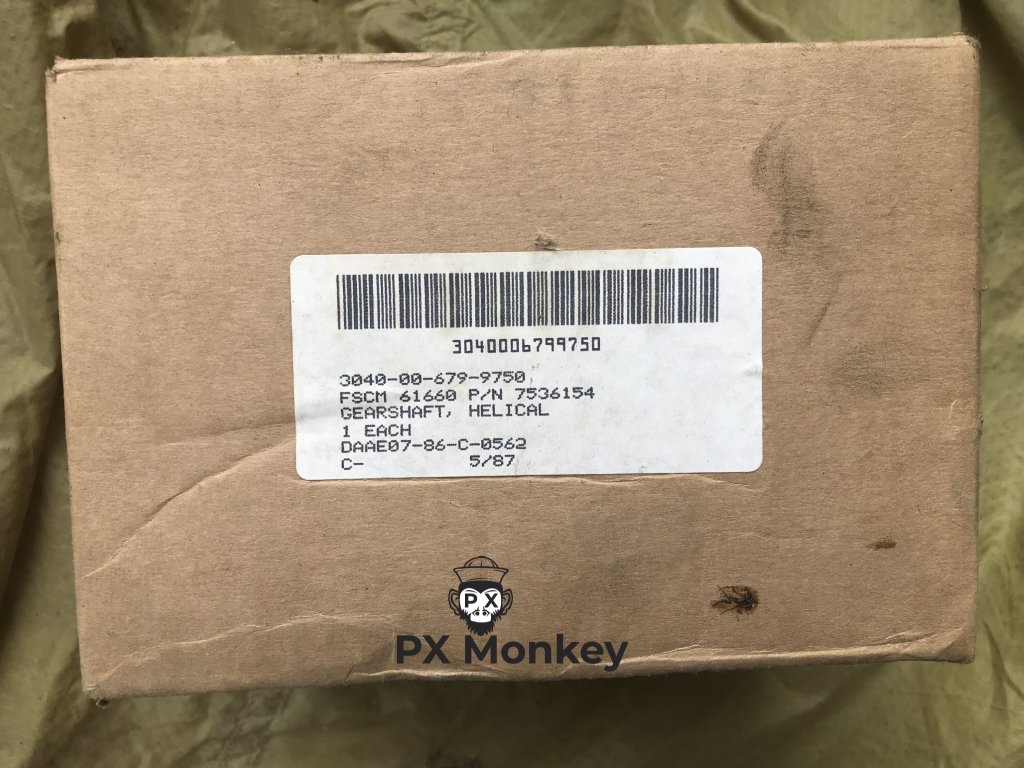 3040006799750
3040-00-679-9750
FSCM 61660 P/N 7536154
GEARSHAFT, HELICAL
1 EACH
DAAE07-86-C-0562
C- 5/87
PX
PX Monkey